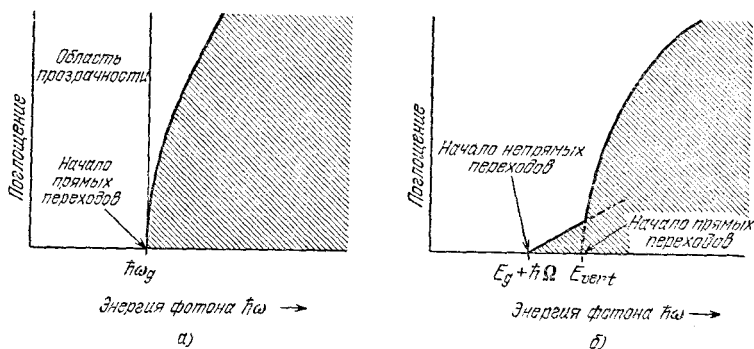 Поглощение
Область
прозрачности
Начало
прямых
переходов
ħω_g
Энергия фотона ħω →
а)
Поглощение
Начало непрямых
переходов
Начало прямых
переходов
E_g + ħΩ
E_vert
Энергия фотона ħω →
б)